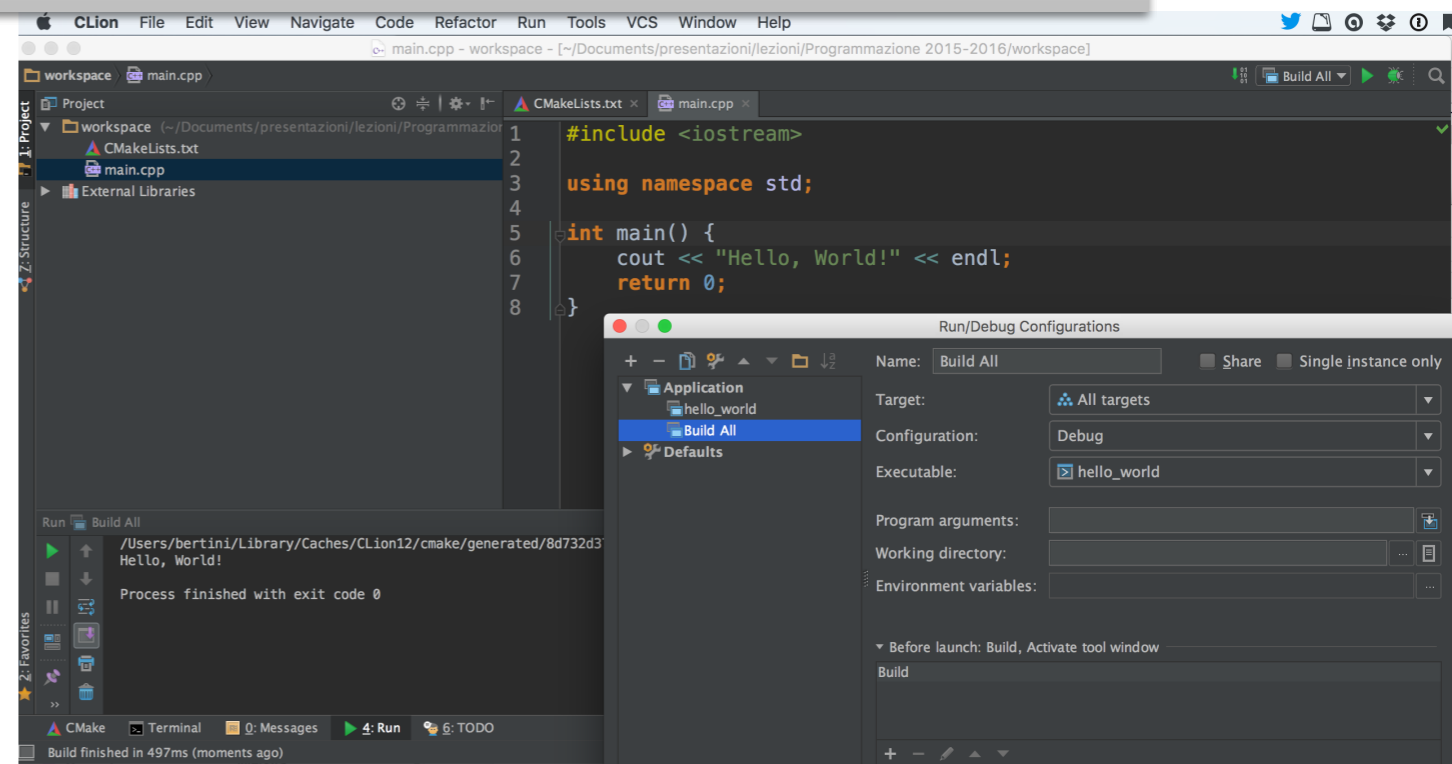 CLion File Edit View Navigate Code Refactor Run Tools VCS Window Help
main.cpp - workspace - [~/Documents/presentazioni/lezioni/Programmazione 2015-2016/workspace]
workspace main.cpp
Build All
1: Project
Z: Structure
2: Favorites
Project
workspace (~/Documents/presentazioni/lezioni/Programmazion
CMakeLists.txt
main.cpp
External Libraries
CMakeLists.txt × main.cpp ×
1 #include <iostream>
2
3 using namespace std;
4
5 int main() {
6 cout << "Hello, World!" << endl;
7 return 0;
8 }
Run/Debug Configurations
Application
hello_world
Build All
Defaults
Name: Build All Share Single instance only
Target: All targets
Configuration: Debug
Executable: hello_world
Program arguments:
Working directory: ...
Environment variables: ...
Before launch: Build, Activate tool window
Build
Run Build All
/Users/bertini/Library/Caches/CLion12/cmake/generated/8d732d3
Hello, World!
Process finished with exit code 0
CMake Terminal 0: Messages 4: Run 6: TODO
Build finished in 497ms (moments ago)